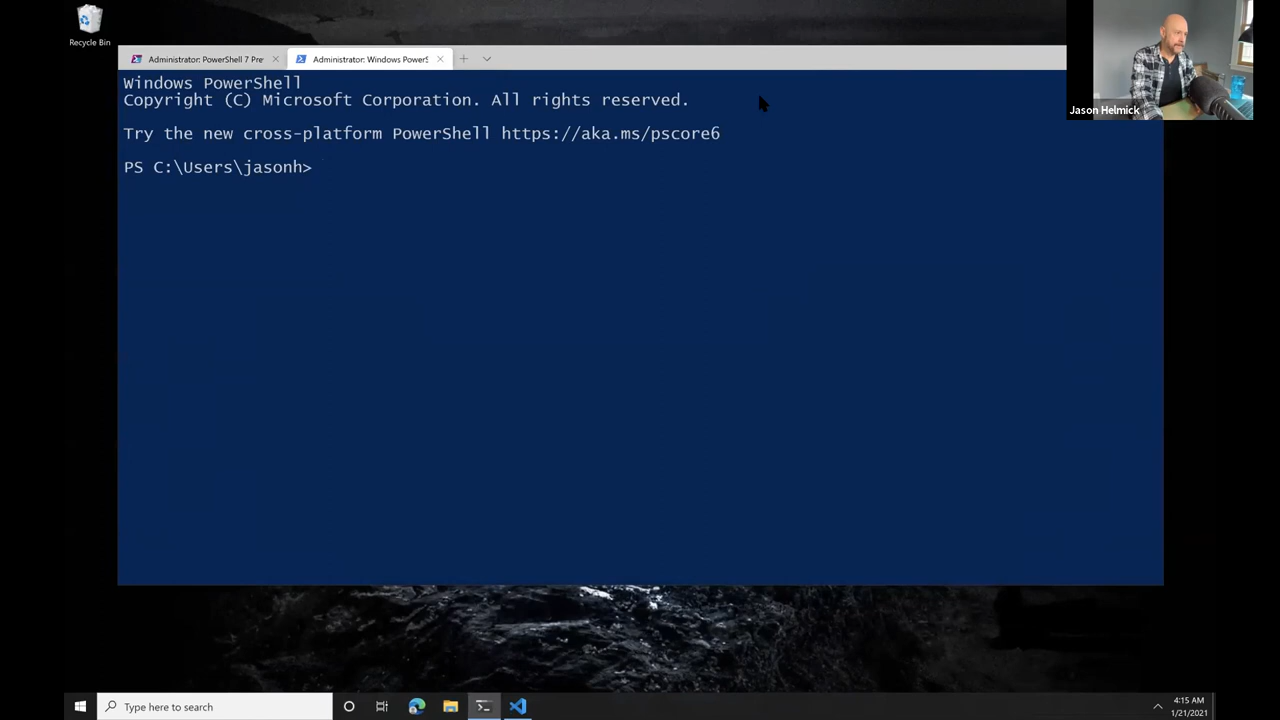 Recycle Bin
Administrator: PowerShell 7 Pre
Administrator: Windows PowerS
Windows PowerShell
Copyright (C) Microsoft Corporation. All rights reserved.
Try the new cross-platform PowerShell https://aka.ms/pscore6
PS C:\Users\jasonh>
Jason Helmick
Type here to search
4:15 AM
1/21/2021